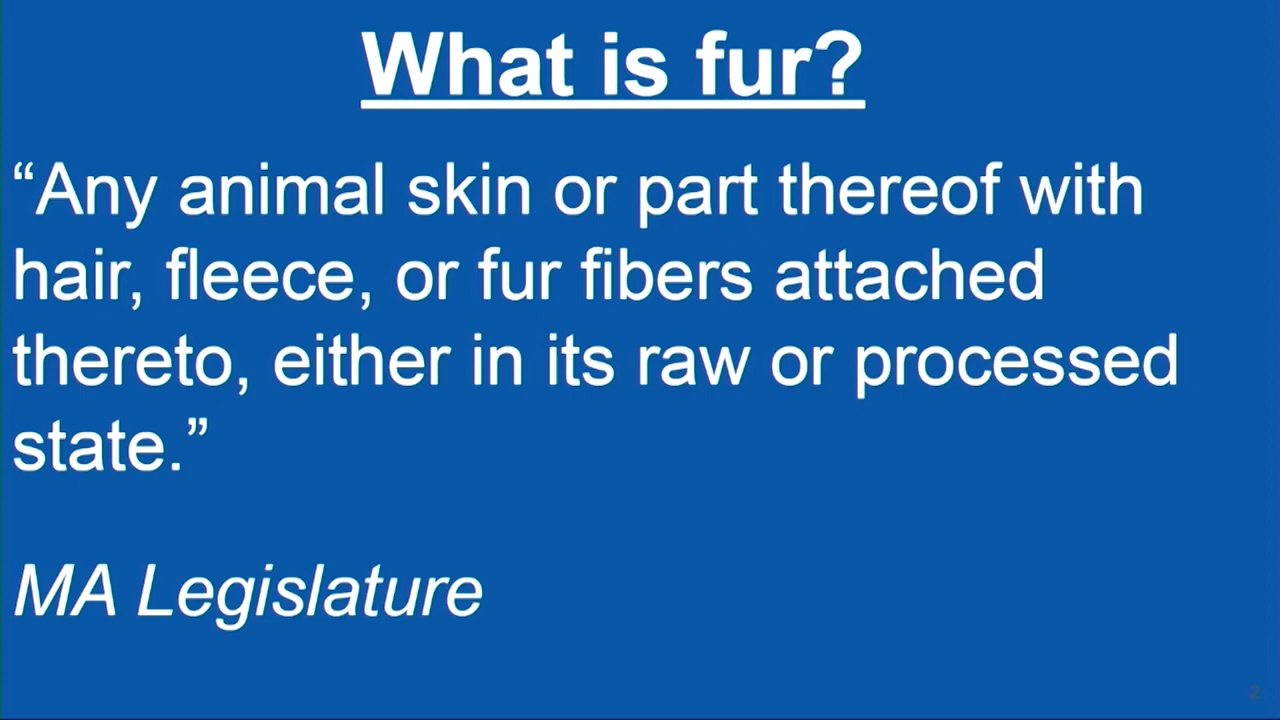 What is fur?
“Any animal skin or part thereof with
hair, fleece, or fur fibers attached
thereto, either in its raw or processed
state.”
MA Legislature
2